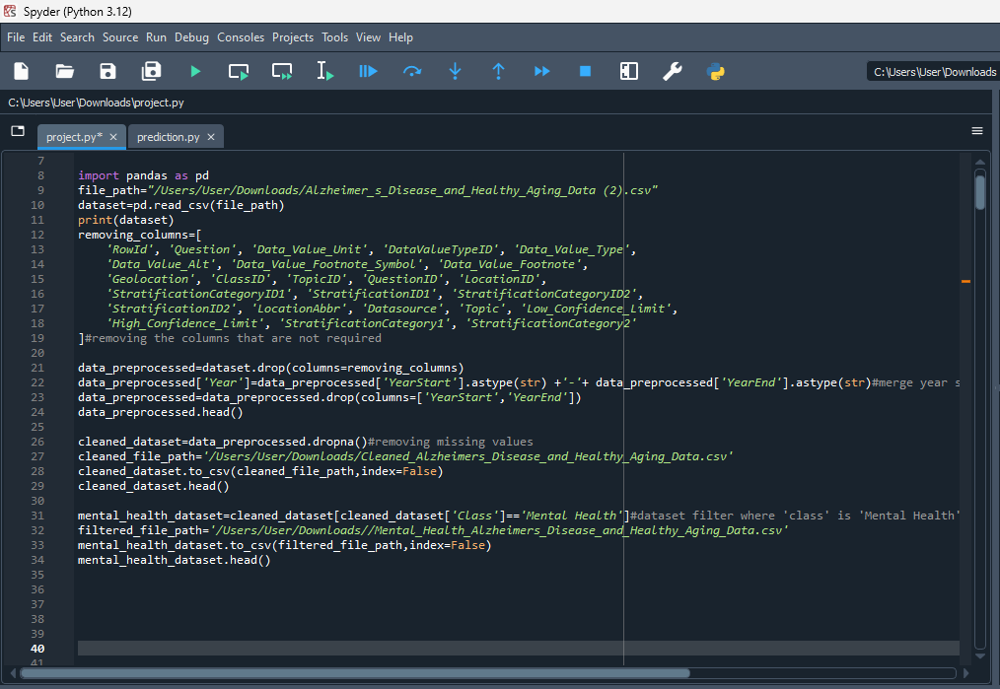 Spyder (Python 3.12)
File Edit Search Source Run Debug Consoles Projects Tools View Help
C:\Users\User\Downloads
C:\Users\User\Downloads\project.py
project.py* prediction.py
7
8 import pandas as pd
9 file_path="/Users/User/Downloads/Alzheimer_s_Disease_and_Healthy_Aging_Data (2).csv"
10 dataset=pd.read_csv(file_path)
11 print(dataset)
12 removing_columns=[
13 'RowId', 'Question', 'Data_Value_Unit', 'DataValueTypeID', 'Data_Value_Type',
14 'Data_Value_Alt', 'Data_Value_Footnote_Symbol', 'Data_Value_Footnote',
15 'Geolocation', 'ClassID', 'TopicID', 'QuestionID', 'LocationID',
16 'StratificationCategoryID1', 'StratificationID1', 'StratificationCategoryID2',
17 'StratificationID2', 'LocationAbbr', 'Datasource', 'Topic', 'Low_Confidence_Limit',
18 'High_Confidence_Limit', 'StratificationCategory1', 'StratificationCategory2'
19 ]#removing the columns that are not required
20
21 data_preprocessed=dataset.drop(columns=removing_columns)
22 data_preprocessed['Year']=data_preprocessed['YearStart'].astype(str) +'-'+ data_preprocessed['YearEnd'].astype(str)#merge year s
23 data_preprocessed=data_preprocessed.drop(columns=['YearStart','YearEnd'])
24 data_preprocessed.head()
25
26 cleaned_dataset=data_preprocessed.dropna()#removing missing values
27 cleaned_file_path='/Users/User/Downloads/Cleaned_Alzheimers_Disease_and_Healthy_Aging_Data.csv'
28 cleaned_dataset.to_csv(cleaned_file_path,index=False)
29 cleaned_dataset.head()
30
31 mental_health_dataset=cleaned_dataset[cleaned_dataset['Class']=='Mental Health']#dataset filter where 'class' is 'Mental Health'
32 filtered_file_path='/Users/User/Downloads//Mental_Health_Alzheimers_Disease_and_Healthy_Aging_Data.csv'
33 mental_health_dataset.to_csv(filtered_file_path,index=False)
34 mental_health_dataset.head()
35
36
37
38
39
40
41